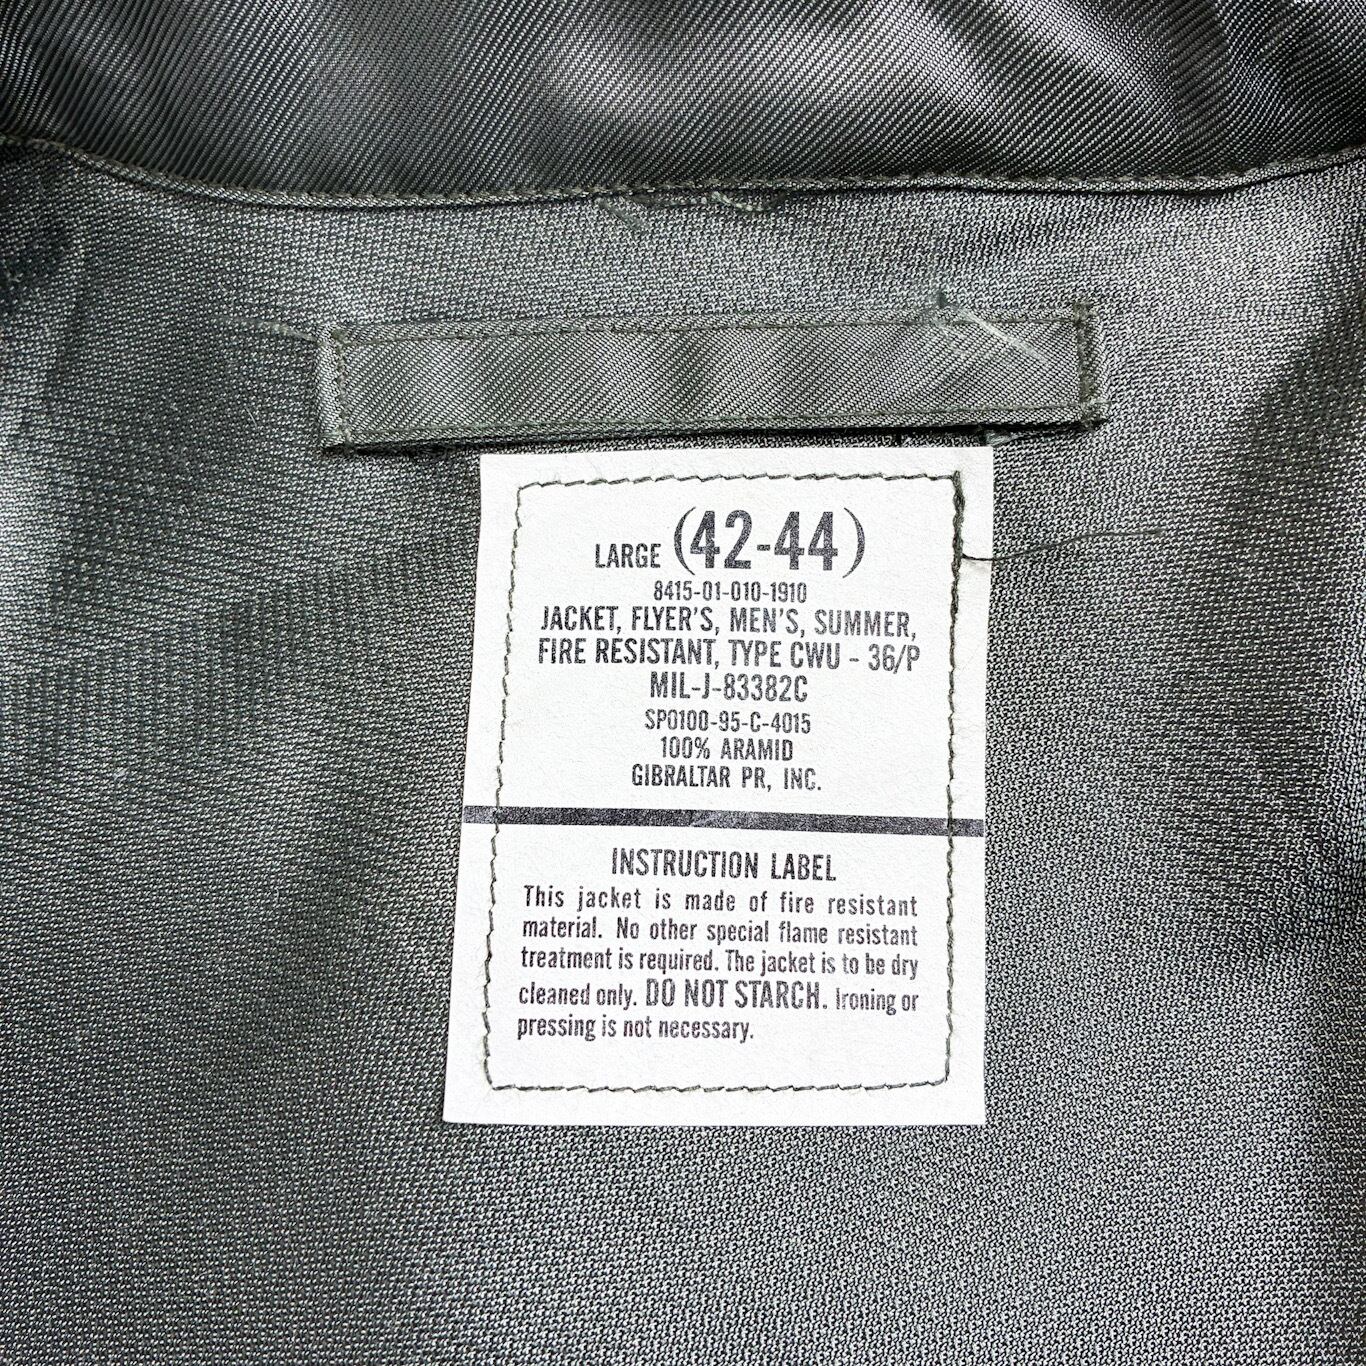 LARGE (42-44)
8415-01-010-1910
JACKET, FLYER'S, MEN'S, SUMMER,
FIRE RESISTANT, TYPE CWU - 36/P
MIL-J-83382C
SP0100-95-C-4015
100% ARAMID
GIBRALTAR PR, INC.
INSTRUCTION LABEL
This jacket is made of fire resistant
material. No other special flame resistant
treatment is required. The jacket is to be dry
cleaned only. DO NOT STARCH. Ironing or
pressing is not necessary.